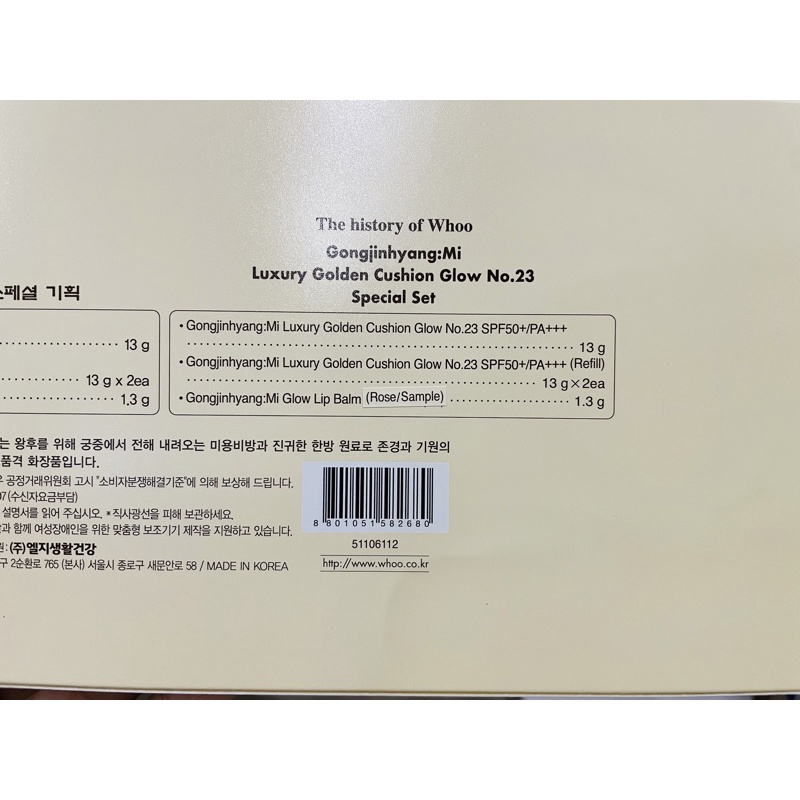 The history of Whoo
Gongjinhyang:Mi
Luxury Golden Cushion Glow No.23
Special Set
스페셜 기획
13 g
13 g x 2ea
1.3 g
• Gongjinhyang:Mi Luxury Golden Cushion Glow No.23 SPF50+/PA+++
13 g
• Gongjinhyang:Mi Luxury Golden Cushion Glow No.23 SPF50+/PA+++ (Refill)
13 g×2ea
• Gongjinhyang:Mi Glow Lip Balm (Rose/Sample) 1.3 g
는 왕후를 위해 궁중에서 전해 내려오는 미용비방과 진귀한 한방 원료로 존경과 기원의
품격 화장품입니다.
공정거래위원회 고시 "소비자분쟁해결기준"에 의해 보상해 드립니다.
07 (수신자요금부담)
설명서를 읽어 주십시오. * 직사광선을 피해 보관하세요.
과 함께 여성장애인을 위한 맞춤형 보조기기 제작을 지원하고 있습니다.
: (주)엘지생활건강
구 2순환로 765 (본사) 서울시 종로구 새문안로 58 / MADE IN KOREA
8 801051 582680
51106112
http://www.whoo.co.kr